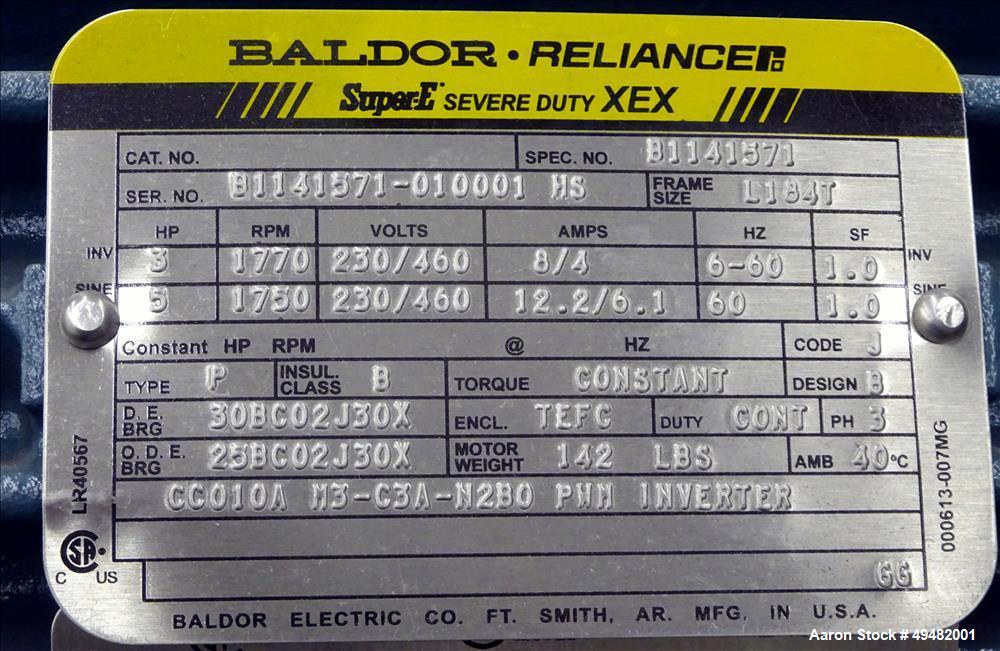 BALDOR • RELIANCE
Super-E SEVERE DUTY XEX
CAT. NO. SPEC. NO. B1141571
SER. NO. B1141571-010001 HS FRAME SIZE L184T
HP RPM VOLTS AMPS HZ SF
INV 3 1770 230/460 8/4 6-60 1.0 INV
SINE 5 1750 230/460 12.2/6.1 60 1.0 SINE
Constant HP RPM @ HZ CODE J
TYPE P INSUL. CLASS B TORQUE CONSTANT DESIGN B
D. E. BRG 30BC02J30X ENCL. TEFC DUTY CONT PH 3
O. D. E. BRG 25BC02J30X MOTOR WEIGHT 142 LBS AMB 40°C
CC010A M3-C3A-N2B0 PWM INVERTER
GG
LR40567
C SA US
000613-007MG
BALDOR ELECTRIC CO. FT. SMITH, AR. MFG. IN U.S.A.
Aaron Stock # 49482001